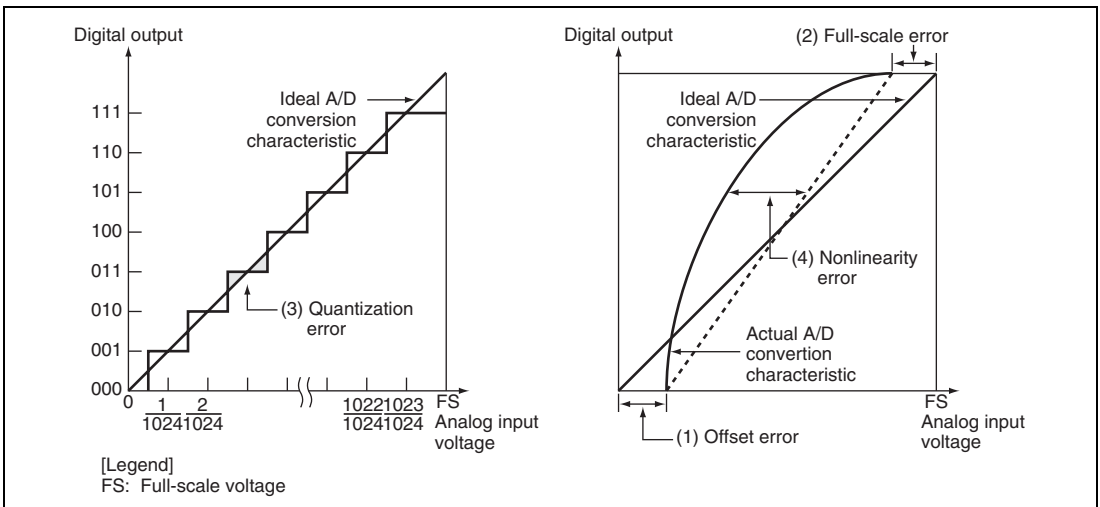 Digital output
Ideal A/D
conversion
characteristic
111
110
101
100
011
010
001
000
(3) Quantization
error
0
1
1024
2
1024
1022
1024
1023
1024
FS
Analog input
voltage
[Legend]
FS: Full-scale voltage
Digital output
(2) Full-scale error
Ideal A/D
conversion
characteristic
(4) Nonlinearity
error
Actual A/D
convertion
characteristic
FS
Analog input
voltage
(1) Offset error